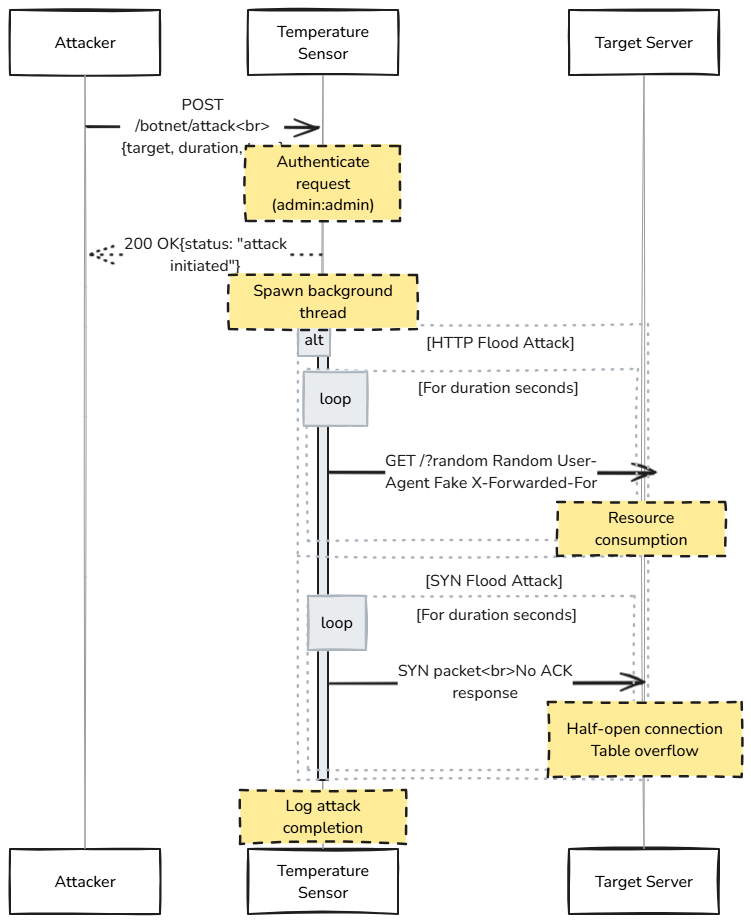 Attacker
Temperature
Sensor
Target Server
POST
/botnet/attack<br>
{target, duration,
Authenticate
request
(admin:admin)
200 OK{status: "attack
initiated"}
Spawn background
thread
alt
[HTTP Flood Attack]
loop
[For duration seconds]
GET /?random Random User-
Agent Fake X-Forwarded-For
Resource
consumption
[SYN Flood Attack]
loop
[For duration seconds]
SYN packet<br>No ACK
response
Half-open connection
Table overflow
Log attack
completion
Attacker
Temperature
Sensor
Target Server